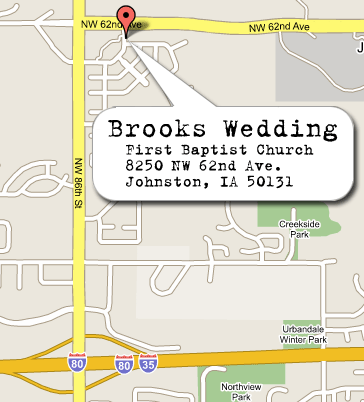 NW 62nd Ave
NW 62nd Ave
J
Brooks Wedding
First Baptist Church
8250 NW 62nd Ave.
Johnston, IA 50131
NW 86th St
Creekside
Park
Urbandale
Winter Park
80
80
35
Northview
Park